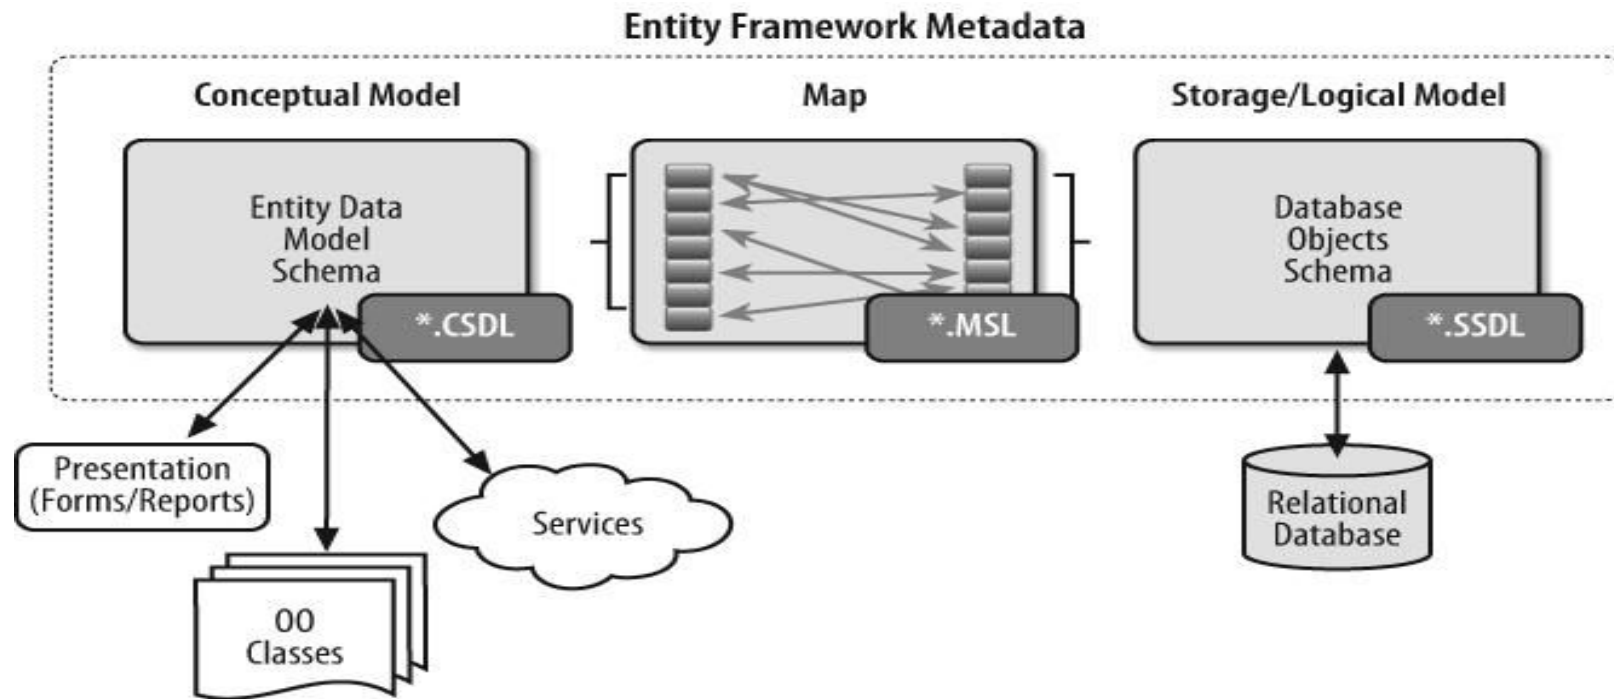 Entity Framework Metadata
Conceptual Model
Map
Storage/Logical Model
Entity Data
Model
Schema
*.CSDL
*.MSL
Database
Objects
Schema
*.SSDL
Presentation
(Forms/Reports)
OO
Classes
Services
Relational
Database